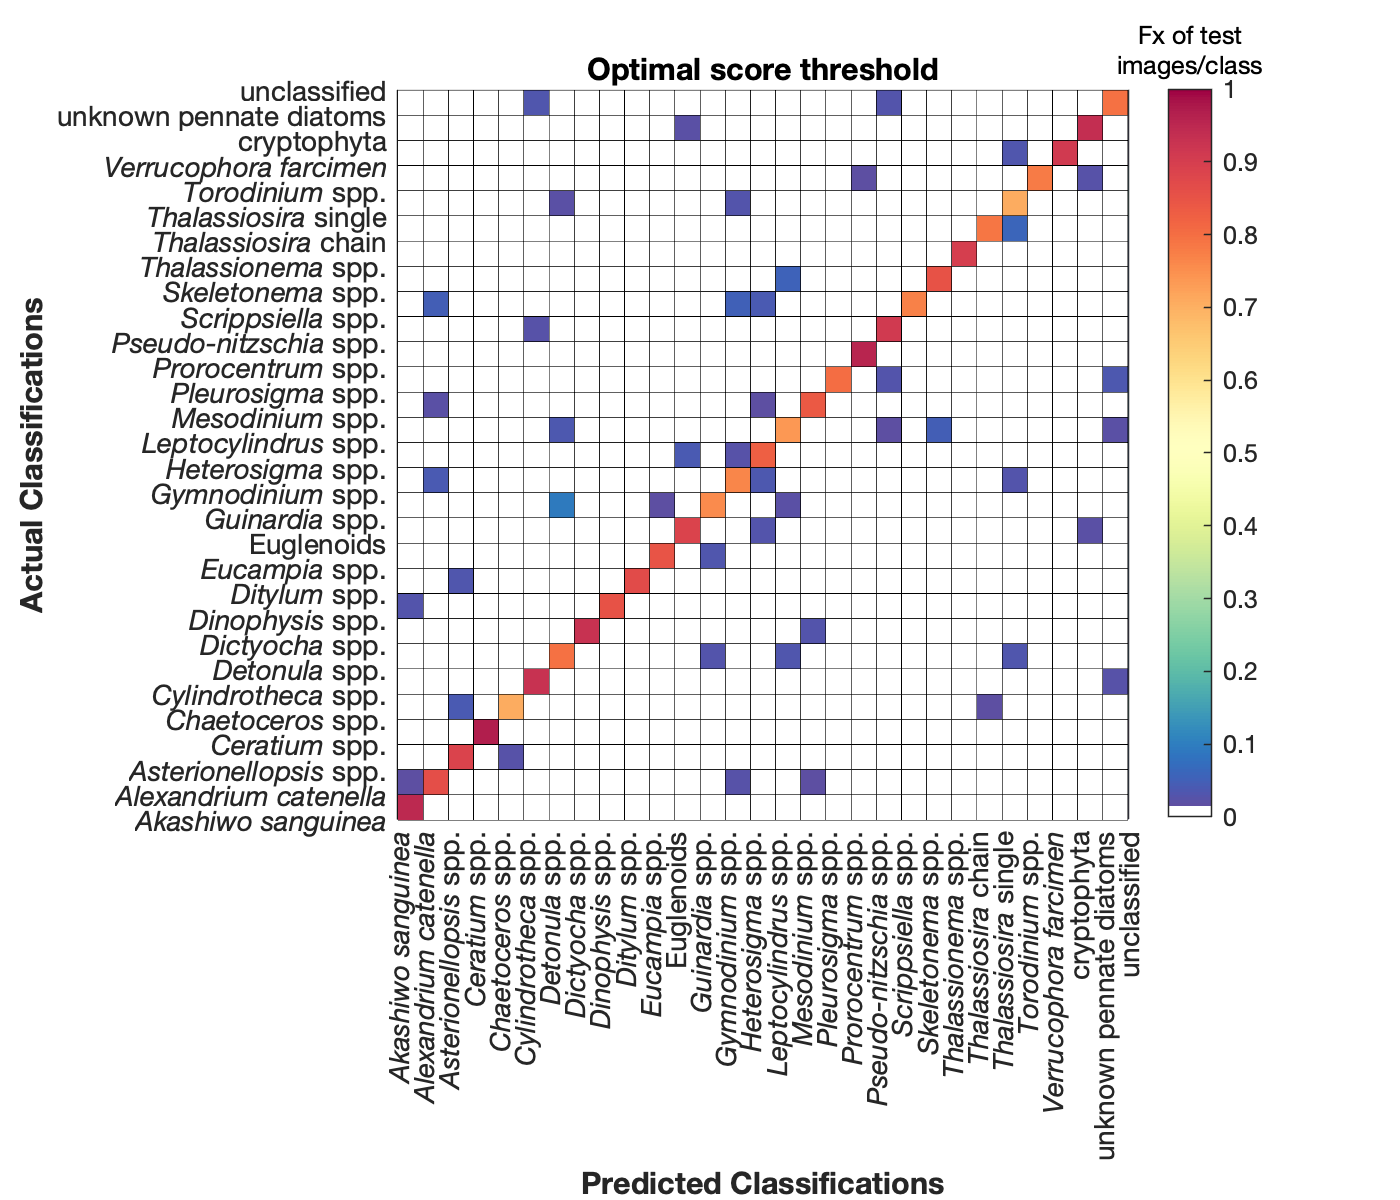 Fx of test
images/class
Optimal score threshold
Actual Classifications
unclassified
unknown pennate diatoms
cryptophyta
Verrucophora farcimen
Torodinium spp.
Thalassiosira single
Thalassiosira chain
Thalassionema spp.
Skeletonema spp.
Scrippsiella spp.
Pseudo-nitzschia spp.
Prorocentrum spp.
Pleurosigma spp.
Mesodinium spp.
Leptocylindrus spp.
Heterosigma spp.
Gymnodinium spp.
Guinardia spp.
Euglenoids
Eucampia spp.
Ditylum spp.
Dinophysis spp.
Dictyocha spp.
Detonula spp.
Cylindrotheca spp.
Chaetoceros spp.
Ceratium spp.
Asterionellopsis spp.
Alexandrium catenella
Akashiwo sanguinea
1
0.9
0.8
0.7
0.6
0.5
0.4
0.3
0.2
0.1
0
Akashiwo sanguinea
Alexandrium catenella
Asterionellopsis spp.
Ceratium spp.
Chaetoceros spp.
Cylindrotheca spp.
Detonula spp.
Dictyocha spp.
Dinophysis spp.
Ditylum spp.
Eucampia spp.
Euglenoids
Guinardia spp.
Gymnodinium spp.
Heterosigma spp.
Leptocylindrus spp.
Mesodinium spp.
Pleurosigma spp.
Prorocentrum spp.
Pseudo-nitzschia spp.
Scrippsiella spp.
Skeletonema spp.
Thalassionema spp.
Thalassiosira chain
Thalassiosira single
Torodinium spp.
Verrucophora farcimen
cryptophyta
unknown pennate diatoms
unclassified
Predicted Classifications